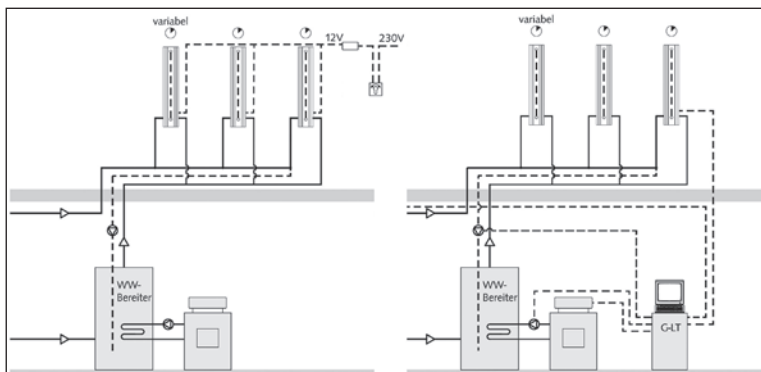 variabel
12V
230V
WW-
Bereiter
variabel
WW-
Bereiter
G-LT